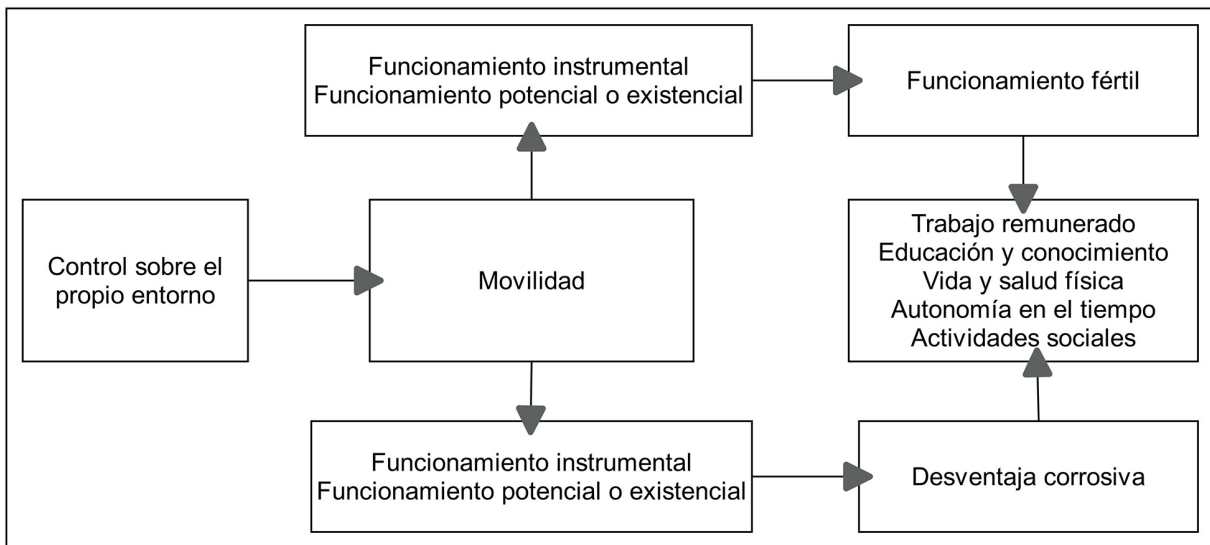 Funcionamiento instrumental
Funcionamiento potencial o existencial
Funcionamiento fértil
Control sobre el
propio entorno
Movilidad
Trabajo remunerado
Educación y conocimiento
Vida y salud física
Autonomía en el tiempo
Actividades sociales
Funcionamiento instrumental
Funcionamiento potencial o existencial
Desventaja corrosiva